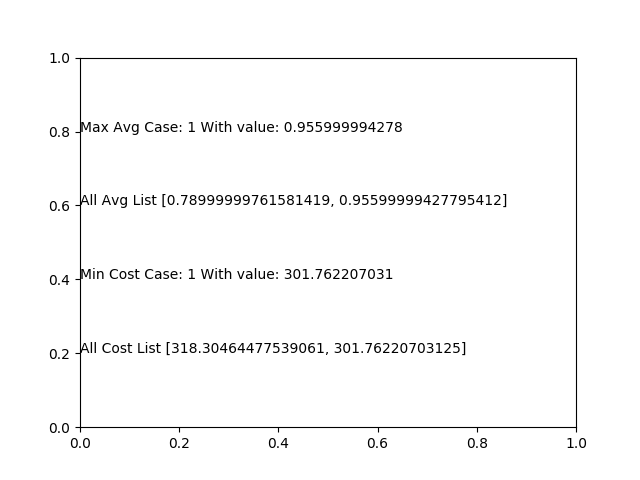 1.0
Max Avg Case: 1 With value: 0.955999994278
0.8
All Avg List [0.78999999761581419, 0.95599999427795412]
0.6
Min Cost Case: 1 With value: 301.762207031
0.4
All Cost List [318.30464477539061, 301.76220703125]
0.2
0.0
0.0 0.2 0.4 0.6 0.8 1.0